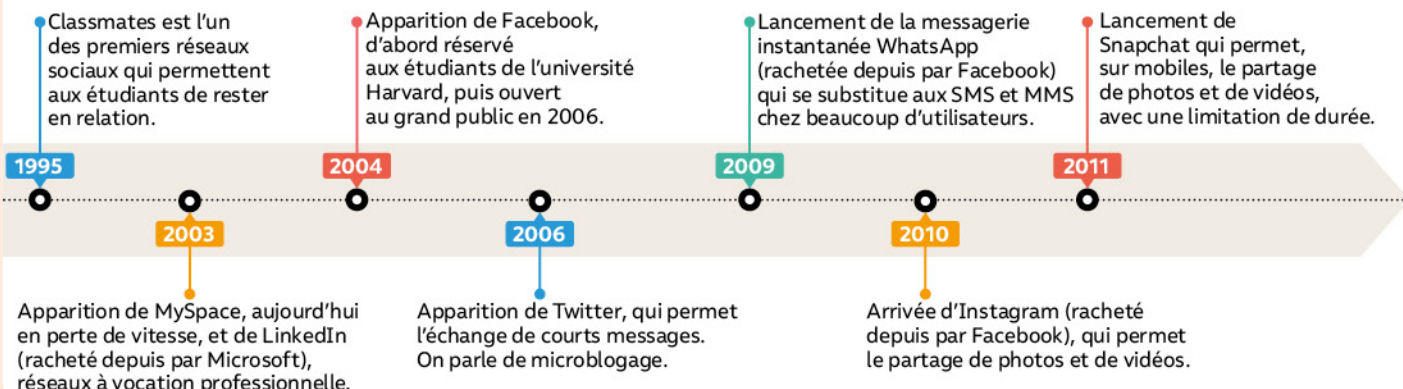 Classmates est l'un
des premiers réseaux
sociaux qui permettent
aux étudiants de rester
en relation.
Apparition de Facebook,
d'abord réservé
aux étudiants de l'université
Harvard, puis ouvert
au grand public en 2006.
Lancement de la messagerie
instantanée WhatsApp
(rachetée depuis par Facebook)
qui se substitue aux SMS et MMS
chez beaucoup d'utilisateurs.
Lancement de
Snapchat qui permet,
sur mobiles, le partage
de photos et de vidéos,
avec une limitation de durée.
1995
2004
2009
2011
2003
2006
2010
Apparition de MySpace, aujourd'hui
en perte de vitesse, et de LinkedIn
(racheté depuis par Microsoft),
réseaux à vocation professionnelle.
Apparition de Twitter, qui permet
l'échange de courts messages.
On parle de microblogage.
Arrivée d'Instagram (racheté
depuis par Facebook), qui permet
le partage de photos et de vidéos.